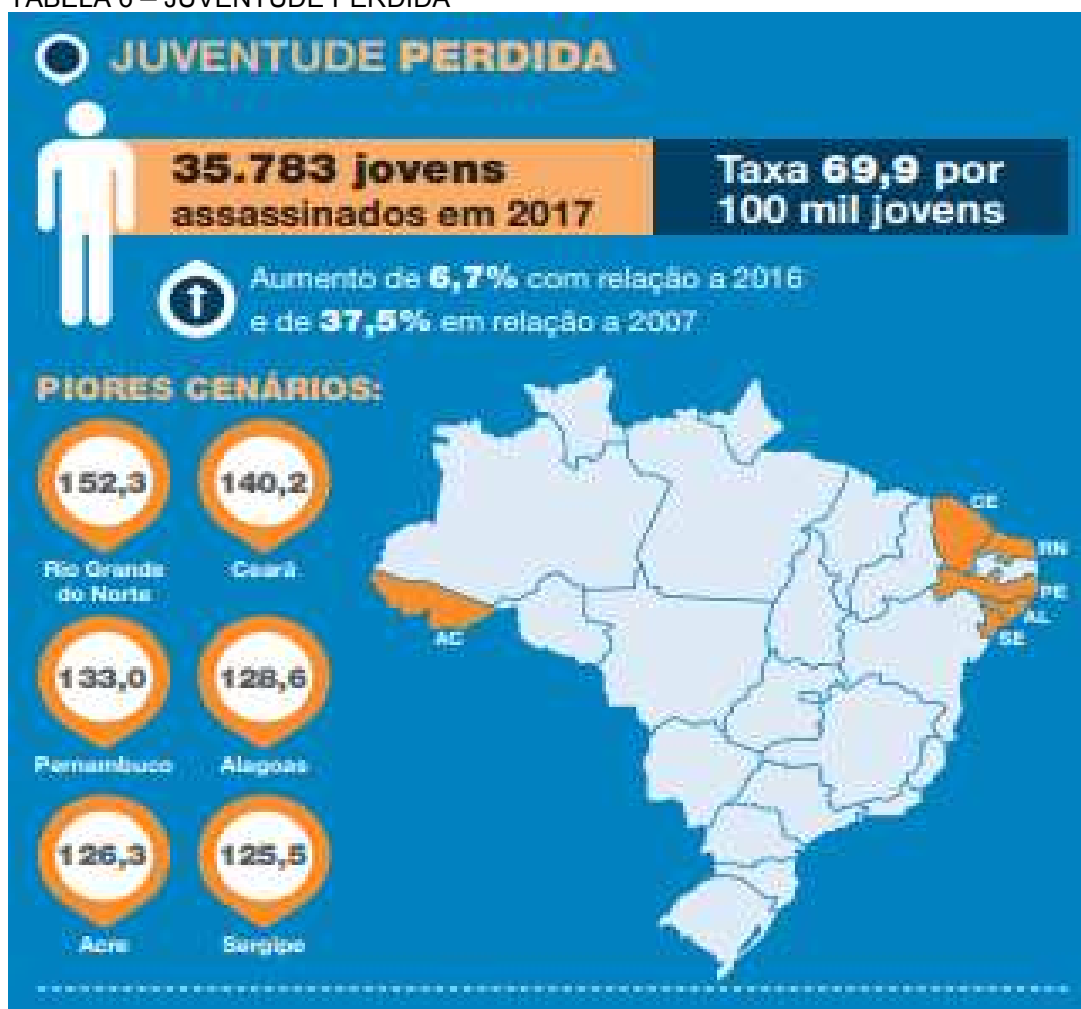 TABELA 6 – JUVENTUDE PERDIDA
JUVENTUDE PERDIDA
35.783 jovens
assassinados em 2017
Taxa 69,9 por
100 mil jovens
Aumento de 6,7% com relação a 2016
e de 37,5% em relação a 2007
PIORES CENÁRIOS:
152,3
Rio Grande
do Norte
140,2
Ceará
133,0
Pernambuco
128,6
Alagoas
126,3
Acre
125,5
Sergipe
CE
RN
PE
AL
SE
AC